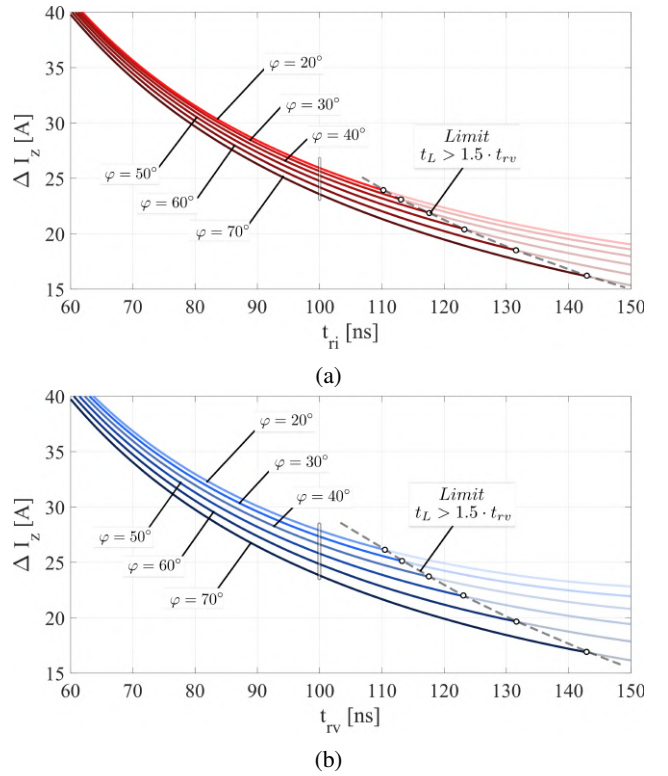 40
35
30
25
20
15
Δ I_z [A]
φ = 20°
φ = 30°
φ = 40°
φ = 50°
φ = 60°
φ = 70°
Limit
t_L > 1.5 · t_rv
60 70 80 90 100 110 120 130 140 150
t_ri [ns]
(a)
40
35
30
25
20
15
Δ I_z [A]
φ = 20°
φ = 30°
φ = 40°
φ = 50°
φ = 60°
φ = 70°
Limit
t_L > 1.5 · t_rv
60 70 80 90 100 110 120 130 140 150
t_rv [ns]
(b)